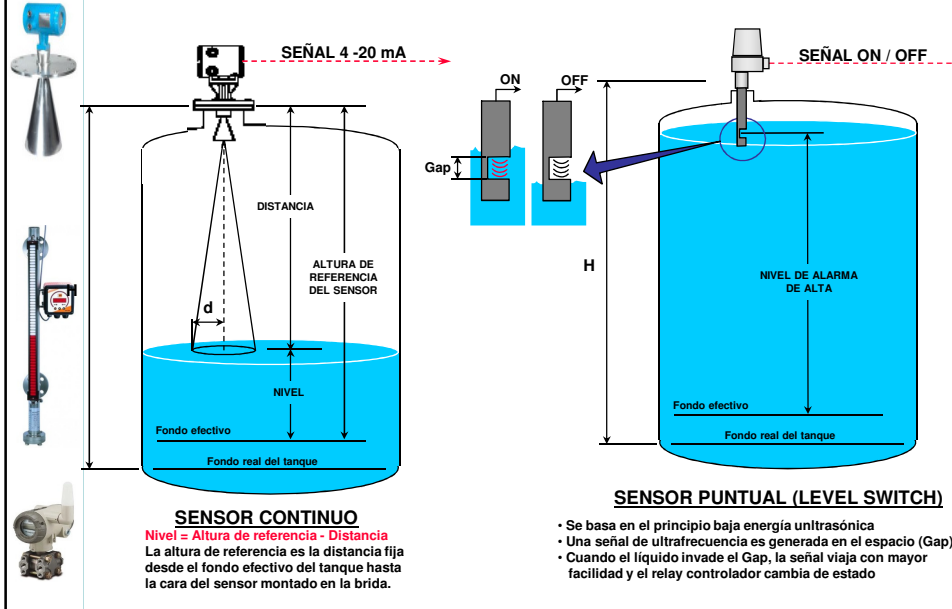 SEÑAL 4 -20 mA
DISTANCIA
ALTURA DE
REFERENCIA
DEL SENSOR
d
NIVEL
Fondo efectivo
Fondo real del tanque
SENSOR CONTINUO
Nivel = Altura de referencia - Distancia
La altura de referencia es la distancia fija
desde el fondo efectivo del tanque hasta
la cara del sensor montado en la brida.
SEÑAL ON / OFF
ON
OFF
Gap
H
NIVEL DE ALARMA
DE ALTA
Fondo efectivo
Fondo real del tanque
SENSOR PUNTUAL (LEVEL SWITCH)
• Se basa en el principio baja energía unltrasónica
• Una señal de ultrafrecuencia es generada en el espacio (Gap)
• Cuando el líquido invade el Gap, la señal viaja con mayor
facilidad y el relay controlador cambia de estado